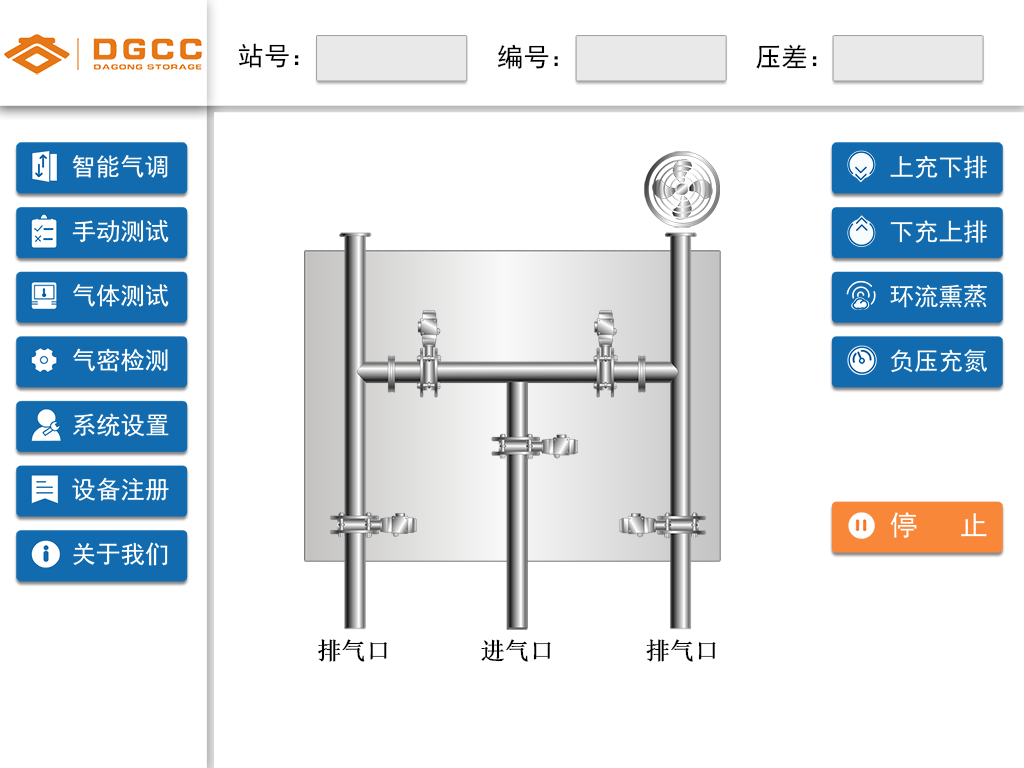 DGCC
DAGONG STORAGE
站号：
编号：
压差：
智能气调
手动测试
气体测试
气密检测
系统设置
设备注册
关于我们
上充下排
下充上排
环流熏蒸
负压充氮
停 止
排气口
进气口
排气口